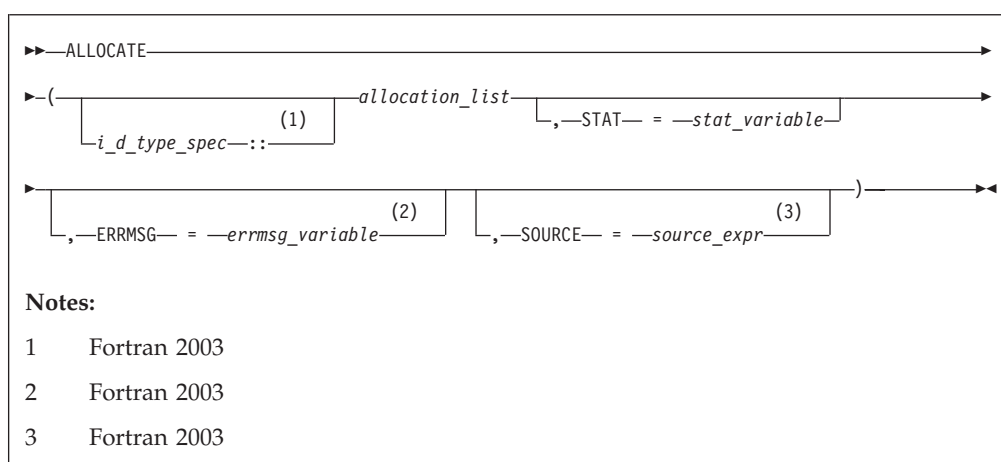 ALLOCATE
( allocation_list
(1)
i_d_type_spec :: , STAT = stat_variable
)
(2) (3)
, ERRMSG = errmsg_variable , SOURCE = source_expr
Notes:
1 Fortran 2003
2 Fortran 2003
3 Fortran 2003